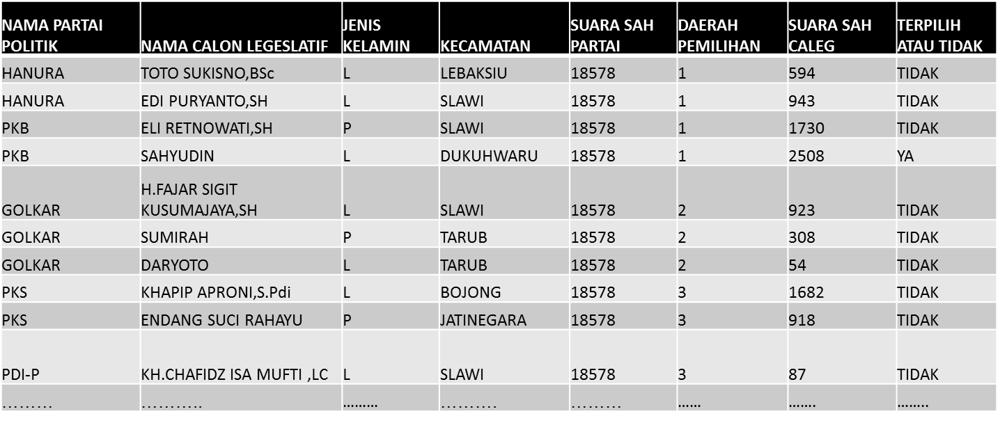 NAMA PARTAI POLITIK | NAMA CALON LEGESLATIF | JENIS KELAMIN | KECAMATAN | SUARA SAH PARTAI | DAERAH PEMILIHAN | SUARA SAH CALEG | TERPILIH ATAU TIDAK
HANURA | TOTO SUKISNO,BSc | L | LEBAKSIU | 18578 | 1 | 594 | TIDAK
HANURA | EDI PURYANTO,SH | L | SLAWI | 18578 | 1 | 943 | TIDAK
PKB | ELI RETNOWATI,SH | P | SLAWI | 18578 | 1 | 1730 | TIDAK
PKB | SAHYUDIN | L | DUKUHWARU | 18578 | 1 | 2508 | YA
GOLKAR | H.FAJAR SIGIT KUSUMAJAYA,SH | L | SLAWI | 18578 | 2 | 923 | TIDAK
GOLKAR | SUMIRAH | P | TARUB | 18578 | 2 | 308 | TIDAK
GOLKAR | DARYOTO | L | TARUB | 18578 | 2 | 54 | TIDAK
PKS | KHAPIP APRONI,S.Pdi | L | BOJONG | 18578 | 3 | 1682 | TIDAK
PKS | ENDANG SUCI RAHAYU | P | JATINEGARA | 18578 | 3 | 918 | TIDAK
PDI-P | KH.CHAFIDZ ISA MUFTI ,LC | L | SLAWI | 18578 | 3 | 87 | TIDAK
……… | ……….. | ……… | ………. | ……… | …… | ……. | ……..